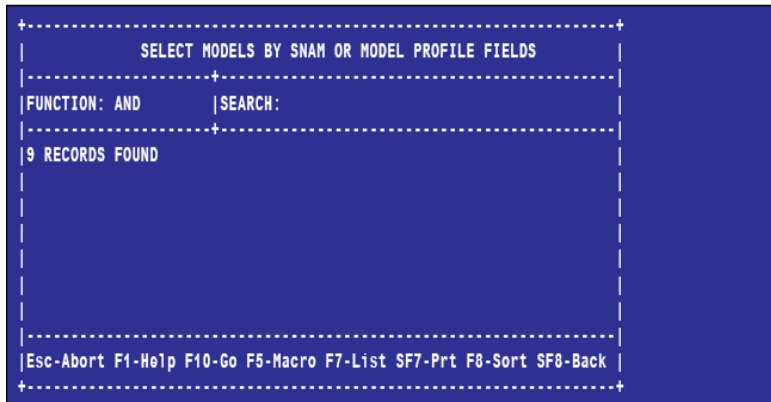 SELECT MODELS BY SNAM OR MODEL PROFILE FIELDS
FUNCTION: AND |SEARCH:
9 RECORDS FOUND
Esc-Abort F1-Help F10-Go F5-Macro F7-List SF7-Prt F8-Sort SF8-Back